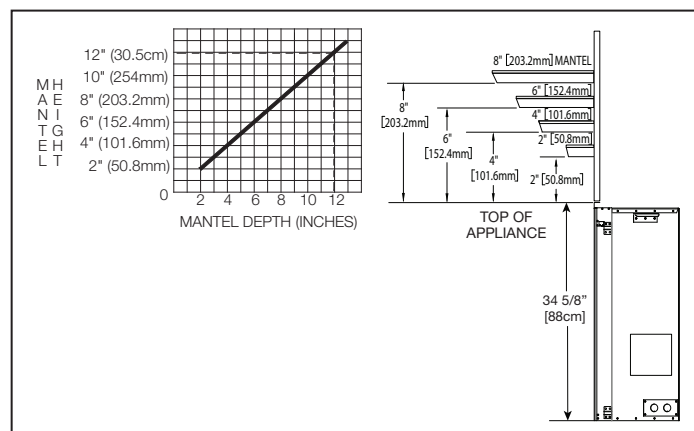 MANTEL
HEIGHT
12" (30.5cm)
10" (254mm)
8" (203.2mm)
6" (152.4mm)
4" (101.6mm)
2" (50.8mm)
0
2 4 6 8 10 12
MANTEL DEPTH (INCHES)
8" [203.2mm] MANTEL
6" [152.4mm]
4" [101.6mm]
2" [50.8mm]
8"
[203.2mm]
6"
[152.4mm]
4"
[101.6mm]
2" [50.8mm]
TOP OF
APPLIANCE
34 5/8”
[88cm]